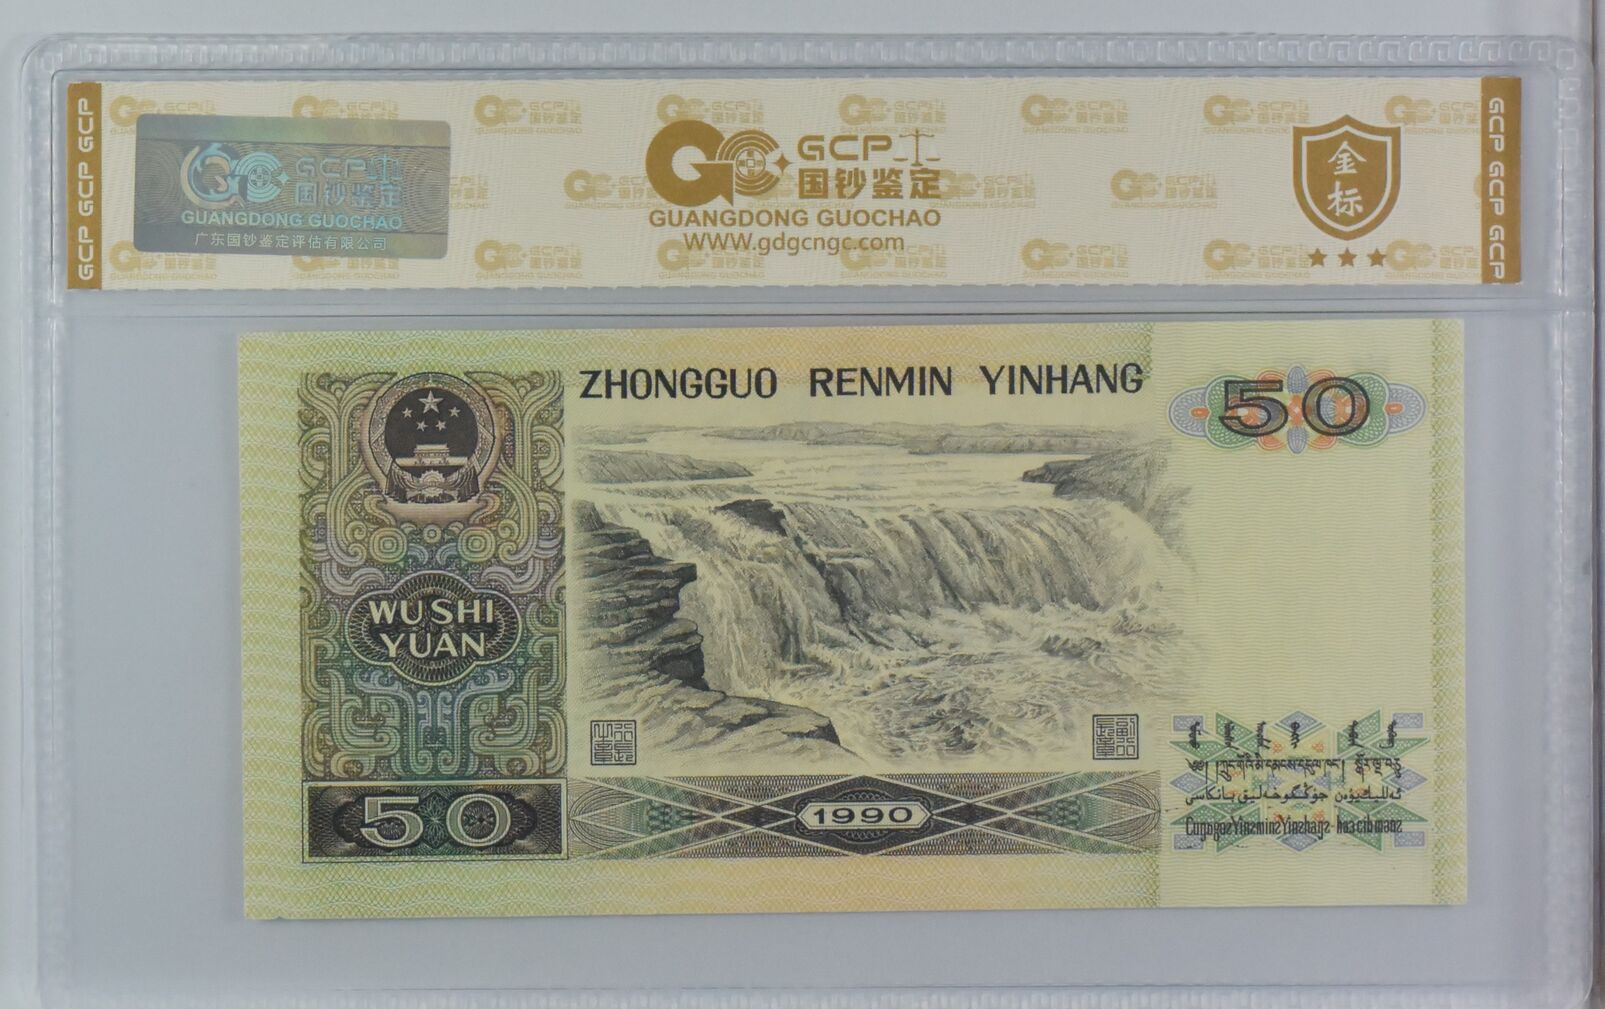 GCP GCP GCP
GCP
国钞鉴定
GUANGDONG GUOCHAO
广东国钞鉴定评估有限公司
GCP
国钞鉴定
GUANGDONG GUOCHAO
WWW.gdgcngc.com
金标
GCP GCP GCP
ZHONGGUO RENMIN YINHANG
50
WUSHI
YUAN
50
1990